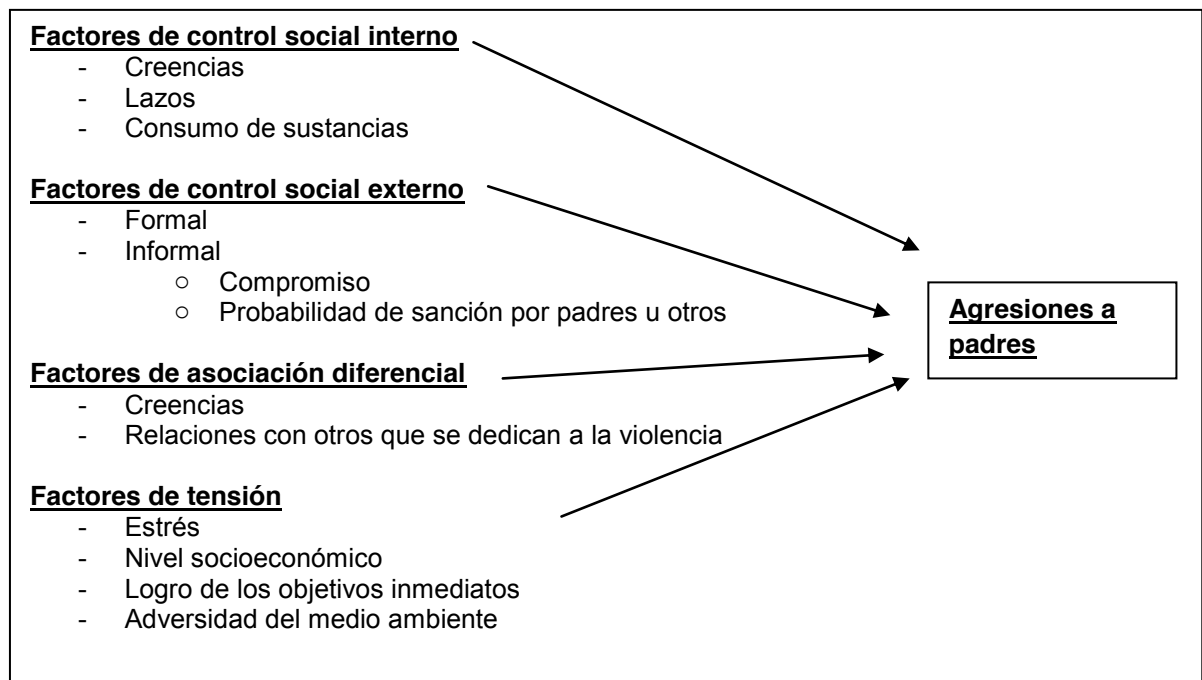 Factores de control social interno
- Creencias
- Lazos
- Consumo de sustancias
Factores de control social externo
- Formal
- Informal
○ Compromiso
○ Probabilidad de sanción por padres u otros
Factores de asociación diferencial
- Creencias
- Relaciones con otros que se dedican a la violencia
Factores de tensión
- Estrés
- Nivel socioeconómico
- Logro de los objetivos inmediatos
- Adversidad del medio ambiente
Agresiones a
padres